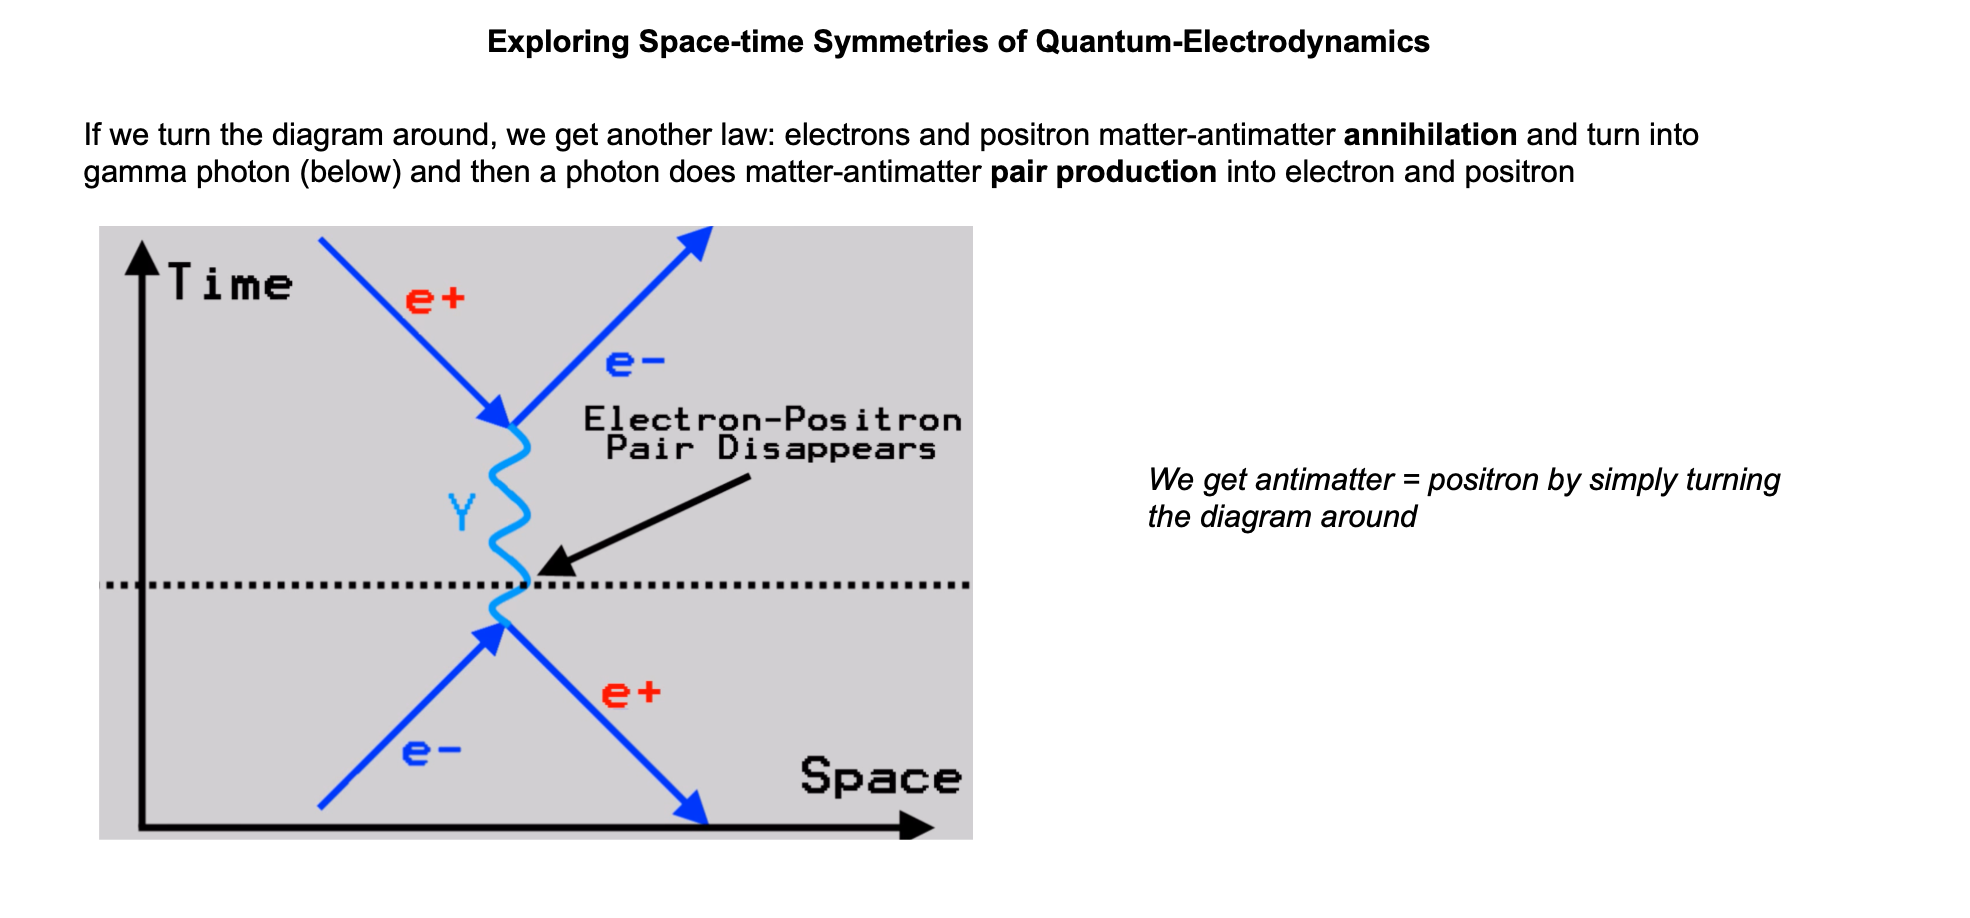 Exploring Space-time Symmetries of Quantum-Electrodynamics
If we turn the diagram around, we get another law: electrons and positron matter-antimatter annihilation and turn into
gamma photon (below) and then a photon does matter-antimatter pair production into electron and positron
Time
e+
e-
Electron-Positron
Pair Disappears
γ
We get antimatter = positron by simply turning
the diagram around
e+
e-
Space